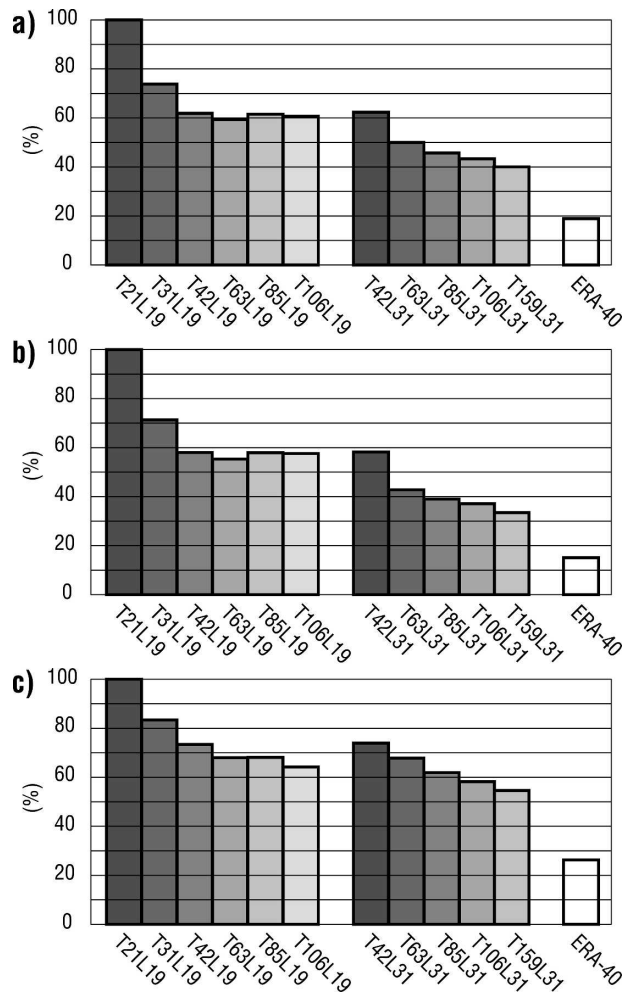 a)
100
80
60
40
20
0
(%)
T21L19
T31L19
T42L19
T63L19
T85L19
T106L19
T42L31
T63L31
T85L31
T106L31
T159L31
ERA-40
b)
100
80
60
40
20
0
(%)
T21L19
T31L19
T42L19
T63L19
T85L19
T106L19
T42L31
T63L31
T85L31
T106L31
T159L31
ERA-40
c)
100
80
60
40
20
0
(%)
T21L19
T31L19
T42L19
T63L19
T85L19
T106L19
T42L31
T63L31
T85L31
T106L31
T159L31
ERA-40